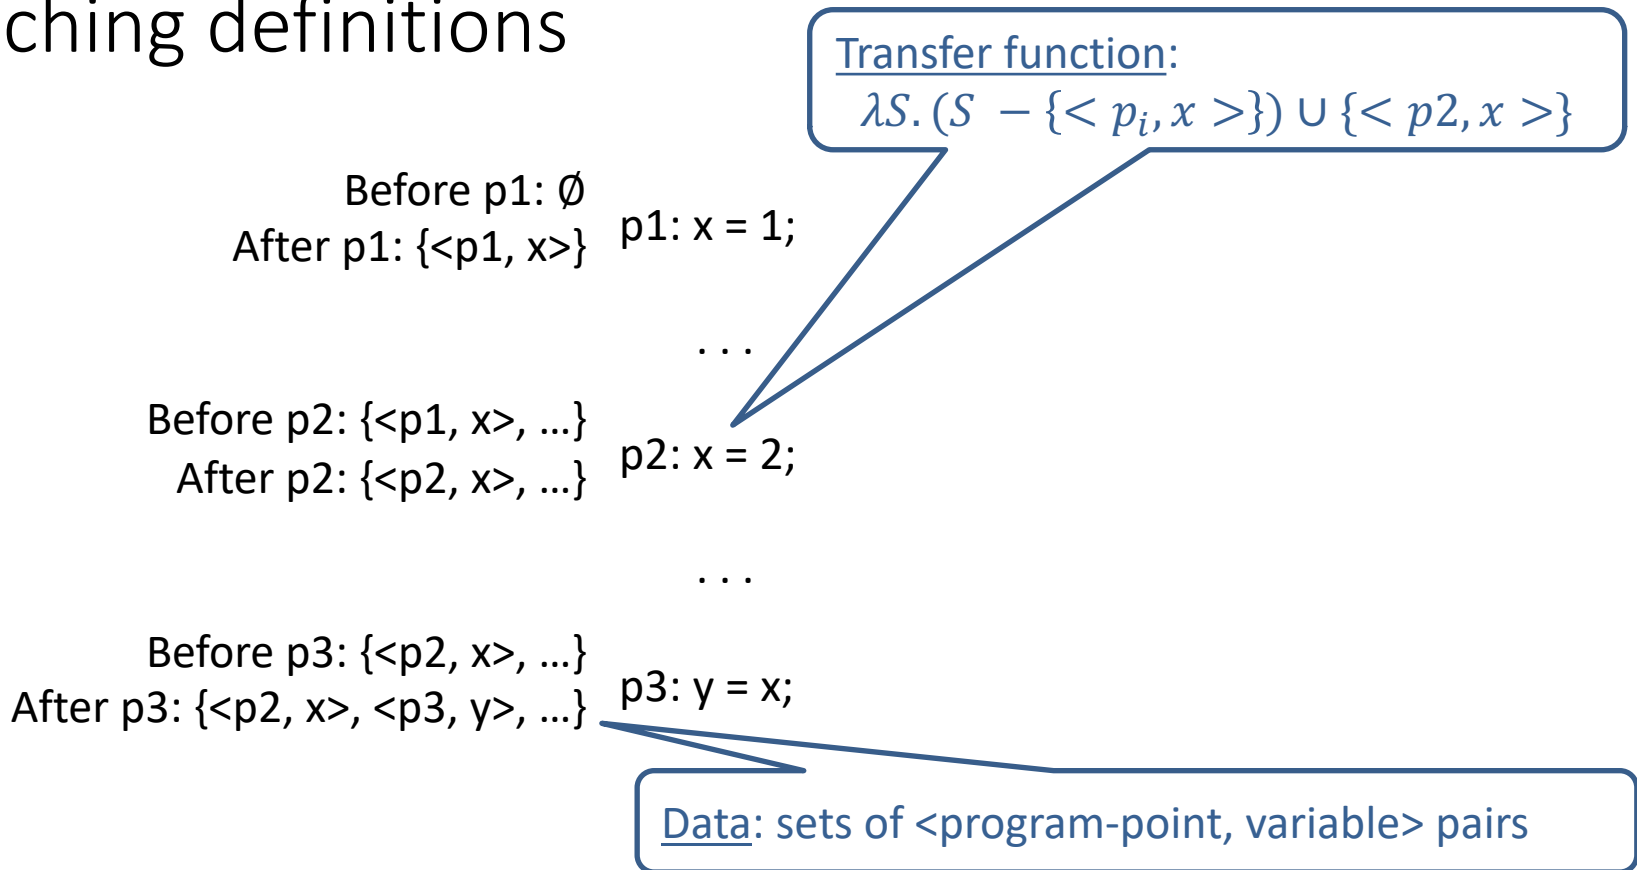 ching definitions
Transfer function:
λS. (S − {< pᵢ, x >}) ∪ {< p2, x >}
Before p1: Ø
After p1: {<p1, x>}
p1: x = 1;
. . .
Before p2: {<p1, x>, …}
After p2: {<p2, x>, …}
p2: x = 2;
. . .
Before p3: {<p2, x>, …}
After p3: {<p2, x>, <p3, y>, …}
p3: y = x;
Data: sets of <program-point, variable> pairs